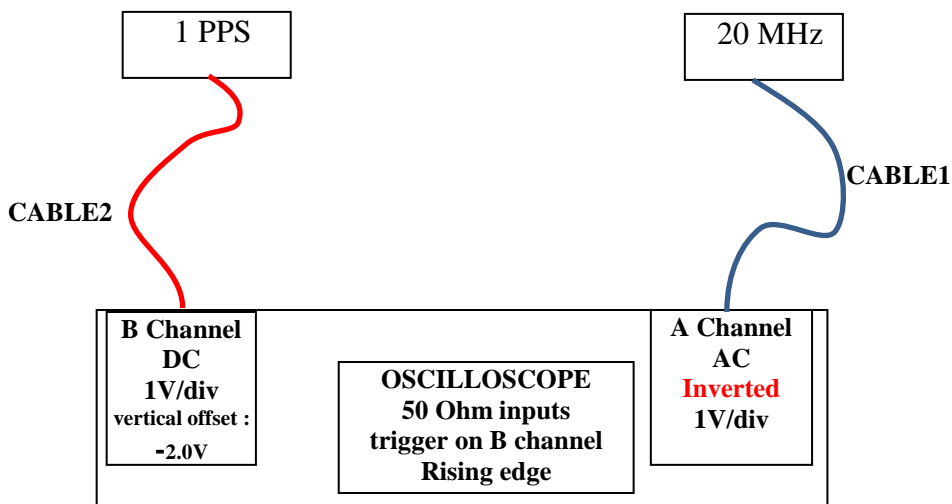 1 PPS
20 MHz
CABLE1
CABLE2
B Channel
DC
1V/div
vertical offset :
-2.0V
OSCILLOSCOPE
50 Ohm inputs
trigger on B channel
Rising edge
A Channel
AC
Inverted
1V/div